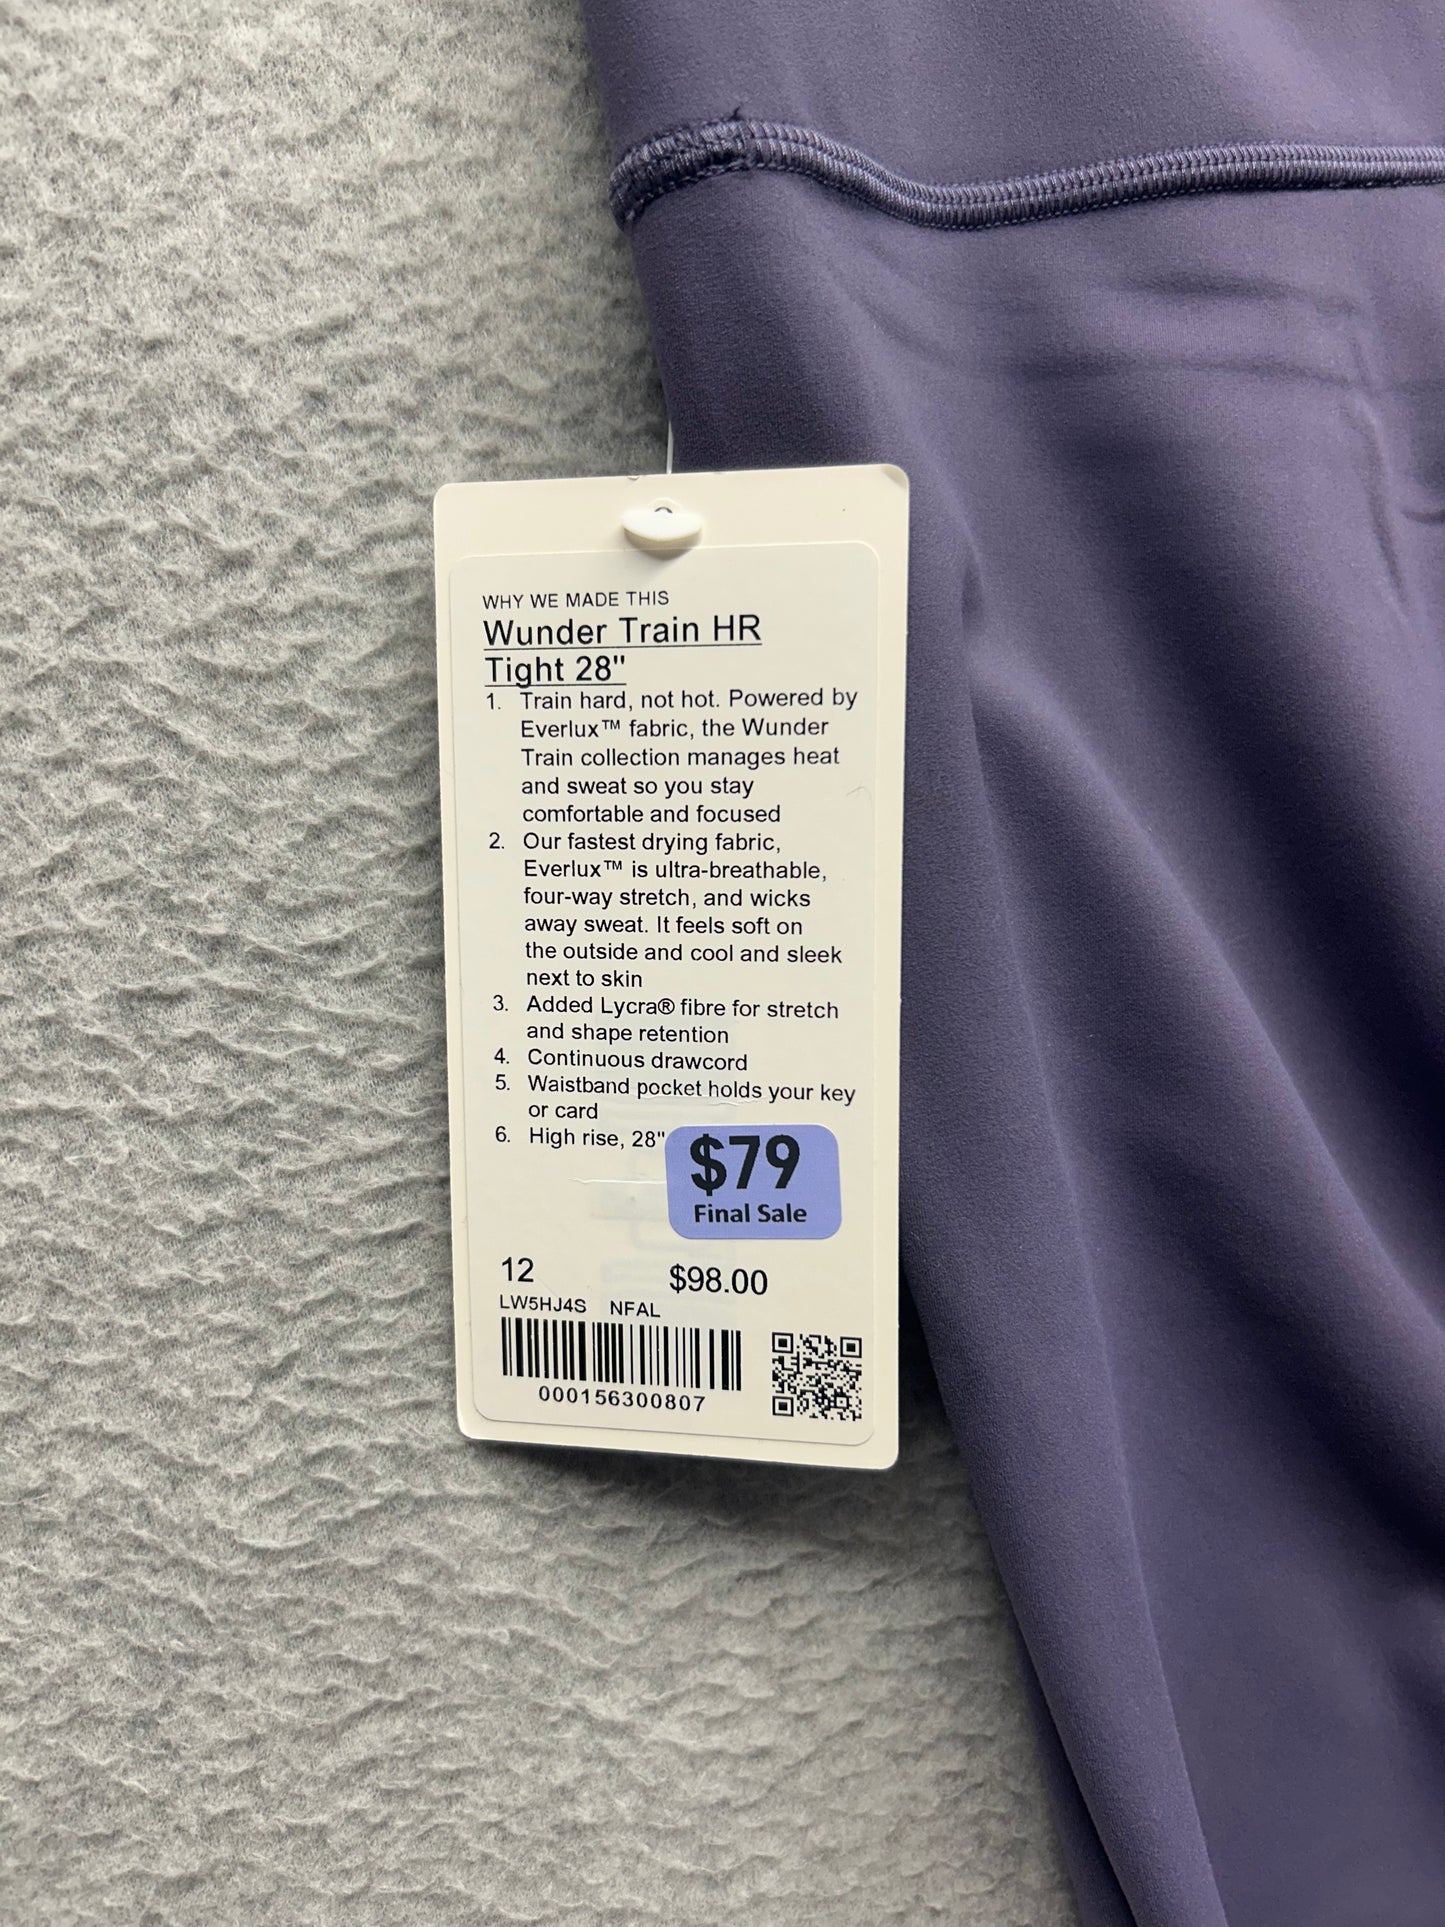 WHY WE MADE THIS
Wunder Train HR
Tight 28"
1. Train hard, not hot. Powered by
Everlux™ fabric, the Wunder
Train collection manages heat
and sweat so you stay
comfortable and focused
2. Our fastest drying fabric,
Everlux™ is ultra-breathable,
four-way stretch, and wicks
away sweat. It feels soft on
the outside and cool and sleek
next to skin
3. Added Lycra® fibre for stretch
and shape retention
4. Continuous drawcord
5. Waistband pocket holds your key
or card
6. High rise, 28"
$79
Final Sale
12 $98.00
LW5HJ4S NFAL
000156300807